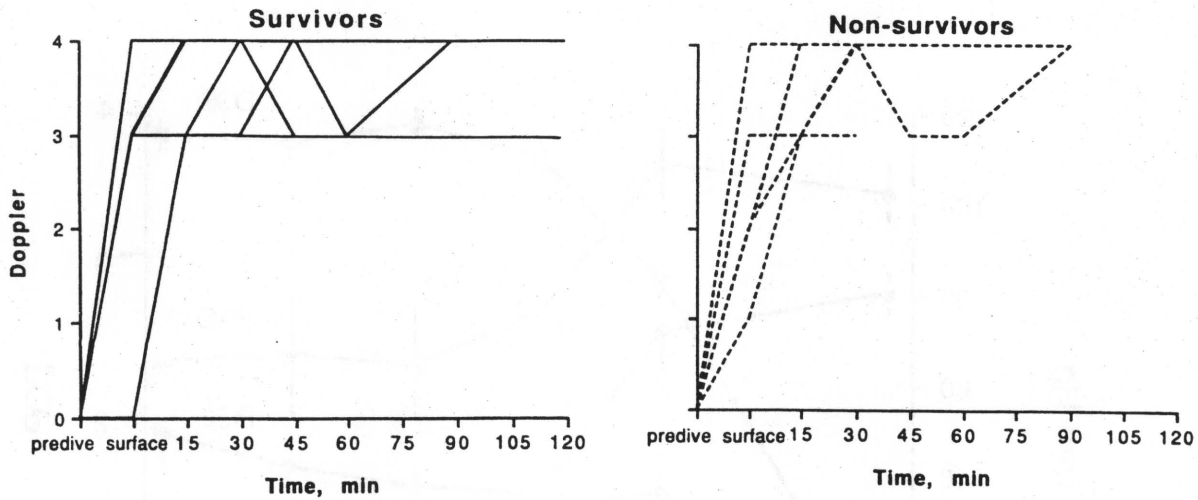 Survivors
Doppler
4
3
2
1
0
predive surface 15 30 45 60 75 90 105 120
Time, min
Non-survivors
predive surface 15 30 45 60 75 90 105 120
Time, min